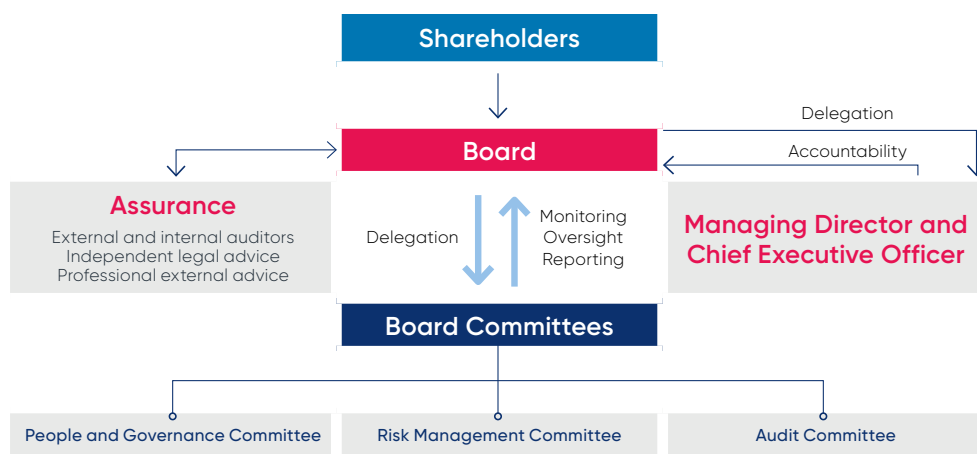 Shareholders
Delegation
Board
Accountability
Assurance
External and internal auditors
Independent legal advice
Professional external advice
Delegation
Monitoring
Oversight
Reporting
Managing Director and
Chief Executive Officer
Board Committees
People and Governance Committee
Risk Management Committee
Audit Committee